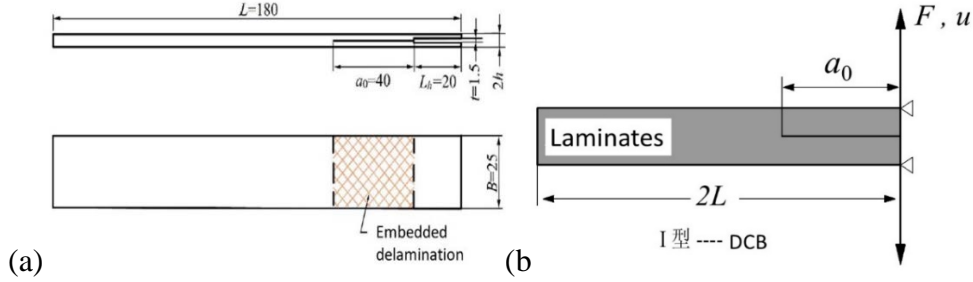 L=180
a₀=40
Lₕ=20
t=1.5
2h
B=25
Embedded
delamination
(a)
F , u
a₀
Laminates
2L
I 型 ---- DCB
(b